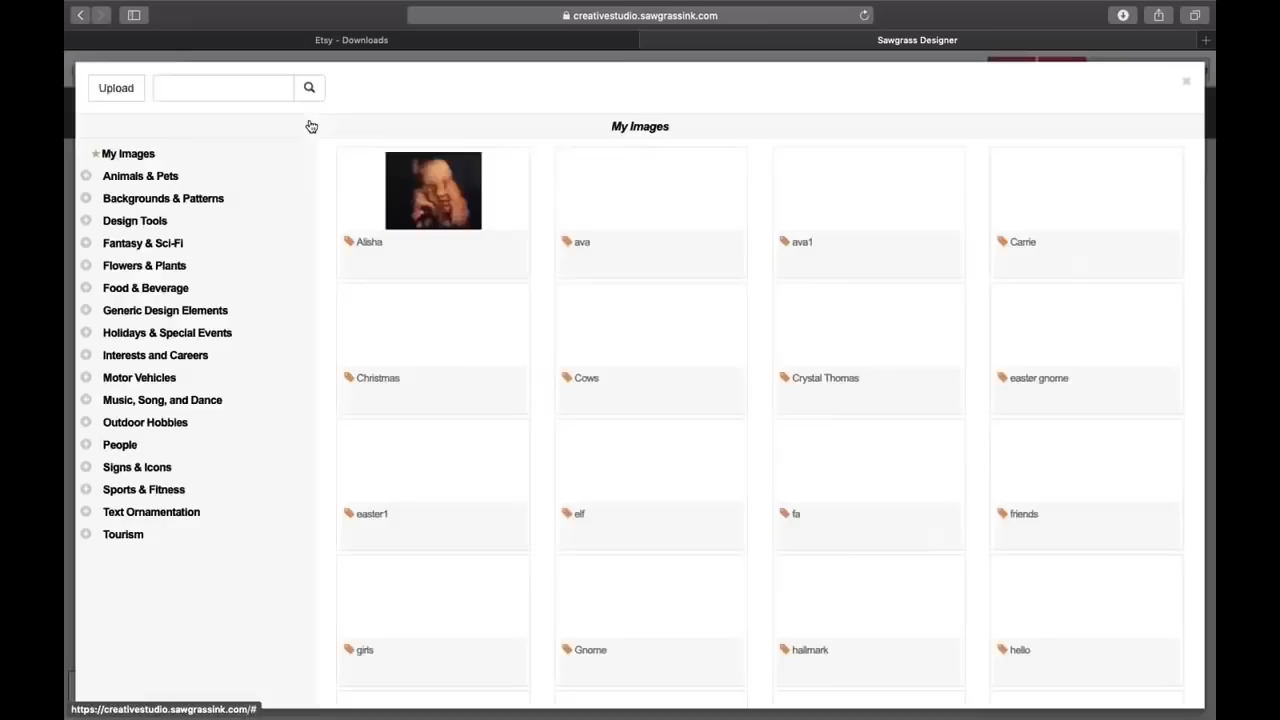 creativestudio.sawgrassink.com
Etsy - Downloads
Sawgrass Designer
Upload
My Images
My Images
Animals & Pets
Backgrounds & Patterns
Design Tools
Fantasy & Sci-Fi
Flowers & Plants
Food & Beverage
Generic Design Elements
Holidays & Special Events
Interests and Careers
Motor Vehicles
Music, Song, and Dance
Outdoor Hobbies
People
Signs & Icons
Sports & Fitness
Text Ornamentation
Tourism
Alisha
ava
ava1
Carrie
Christmas
Cows
Crystal Thomas
easter gnome
easter1
elf
fa
friends
girls
Gnome
hallmark
hello
https://creativestudio.sawgrassink.com/#